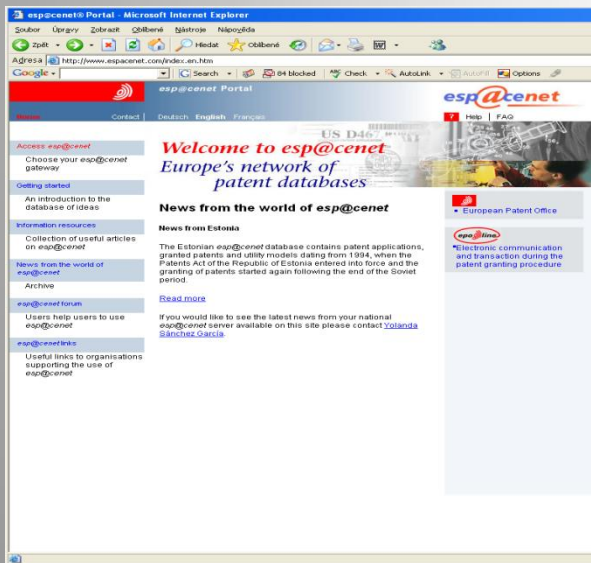 esp@cenet® Portal - Microsoft Internet Explorer
Soubor Úpravy Zobrazit Oblíbené Nástroje Nápověda
Zpět Hledat Oblíbené
Adresa http://www.espacenet.com/index.en.htm
Google Search 84 blocked Check AutoLink AutoFill Options
esp@cenet Portal
esp@cenet
Home Contact Deutsch English Français ? Help FAQ
Access esp@cenet
Choose your esp@cenet
gateway
Getting started
An introduction to the
database of ideas
Information resources
Collection of useful articles
on esp@cenet
News from the world of
esp@cenet
Archive
esp@cenet forum
Users help users to use
esp@cenet
esp@cenet links
Useful links to organisations
supporting the use of
esp@cenet
US D467
Welcome to esp@cenet
Europe's network of
patent databases
News from the world of esp@cenet
News from Estonia
The Estonian esp@cenet database contains patent applications,
granted patents and utility models dating from 1994, when the
Patents Act of the Republic of Estonia entered into force and the
granting of patents started again following the end of the Soviet
period.
Read more
If you would like to see the latest news from your national
esp@cenet server available on this site please contact Yolanda
Sánchez García.
• European Patent Office
epoline
Electronic communication
and transaction during the
patent granting procedure